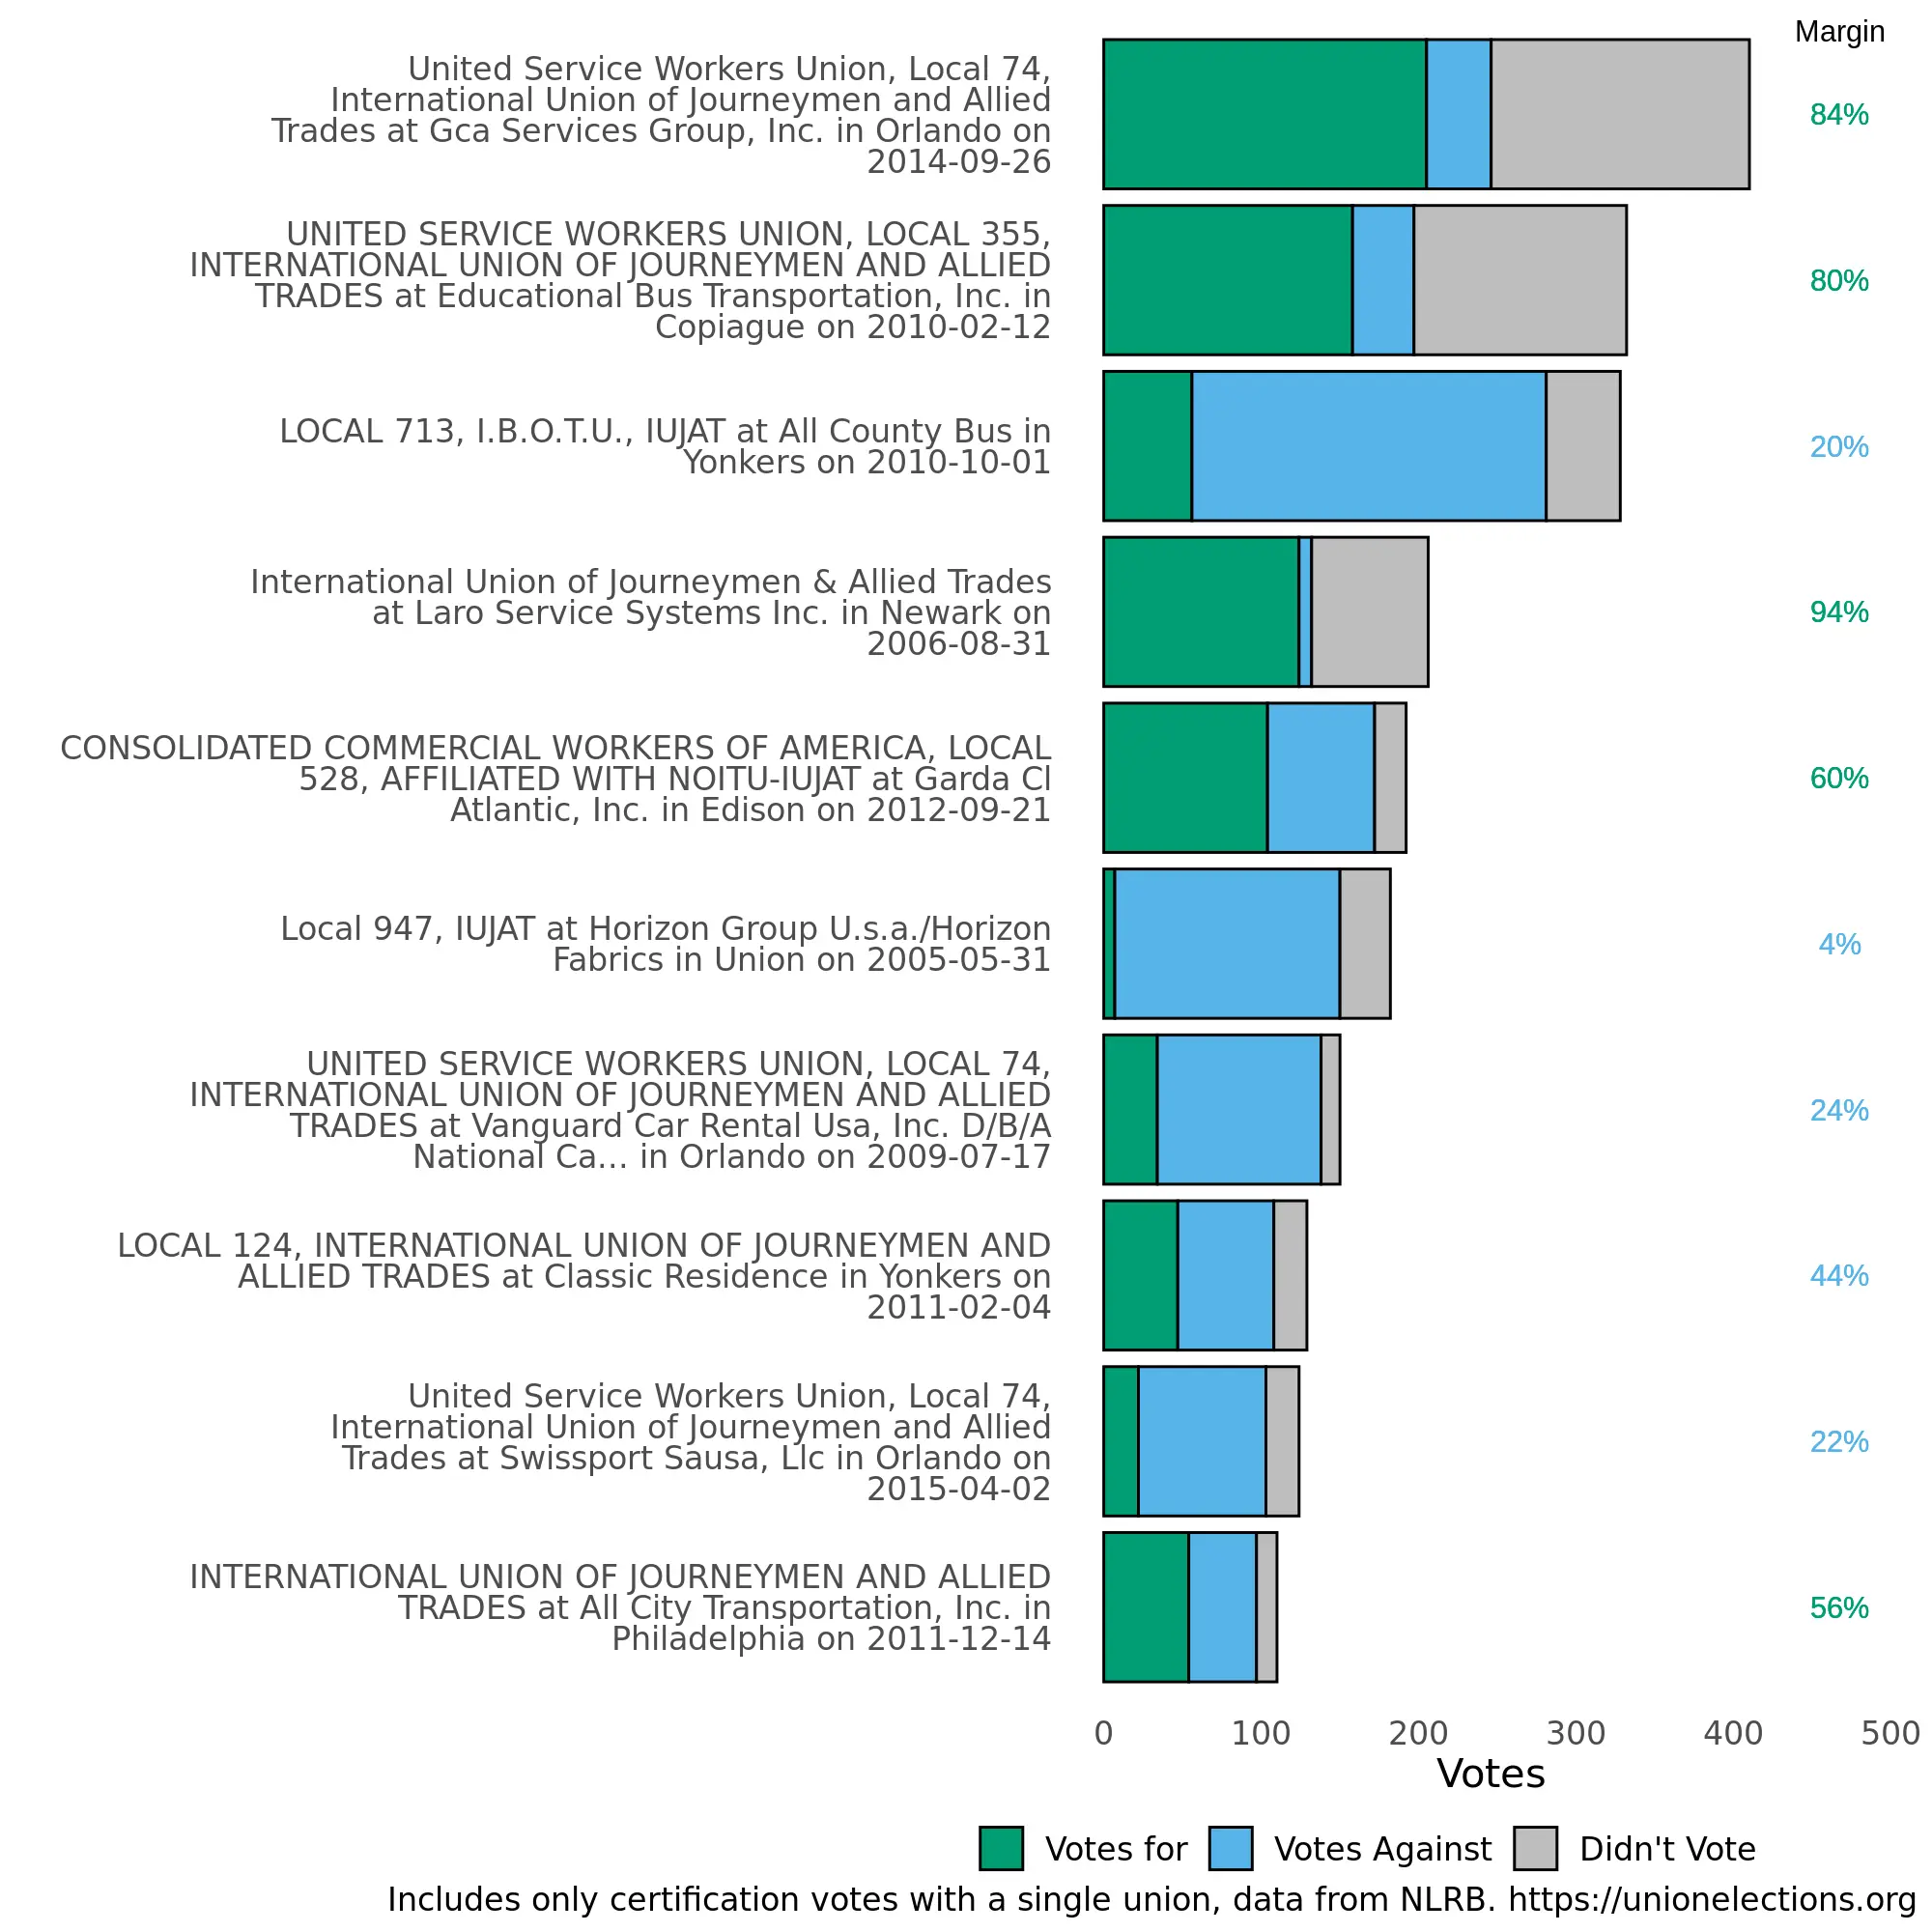 Margin
United Service Workers Union, Local 74,
International Union of Journeymen and Allied
Trades at Gca Services Group, Inc. in Orlando on
2014-09-26
84%
UNITED SERVICE WORKERS UNION, LOCAL 355,
INTERNATIONAL UNION OF JOURNEYMEN AND ALLIED
TRADES at Educational Bus Transportation, Inc. in
Copiague on 2010-02-12
80%
LOCAL 713, I.B.O.T.U., IUJAT at All County Bus in
Yonkers on 2010-10-01
20%
International Union of Journeymen & Allied Trades
at Laro Service Systems Inc. in Newark on
2006-08-31
94%
CONSOLIDATED COMMERCIAL WORKERS OF AMERICA, LOCAL
528, AFFILIATED WITH NOITU-IUJAT at Garda Cl
Atlantic, Inc. in Edison on 2012-09-21
60%
Local 947, IUJAT at Horizon Group U.s.a./Horizon
Fabrics in Union on 2005-05-31
4%
UNITED SERVICE WORKERS UNION, LOCAL 74,
INTERNATIONAL UNION OF JOURNEYMEN AND ALLIED
TRADES at Vanguard Car Rental Usa, Inc. D/B/A
National Ca... in Orlando on 2009-07-17
24%
LOCAL 124, INTERNATIONAL UNION OF JOURNEYMEN AND
ALLIED TRADES at Classic Residence in Yonkers on
2011-02-04
44%
United Service Workers Union, Local 74,
International Union of Journeymen and Allied
Trades at Swissport Sausa, Llc in Orlando on
2015-04-02
22%
INTERNATIONAL UNION OF JOURNEYMEN AND ALLIED
TRADES at All City Transportation, Inc. in
Philadelphia on 2011-12-14
56%
0 100 200 300 400 500
Votes
Votes for Votes Against Didn't Vote
Includes only certification votes with a single union, data from NLRB. https://unionelections.org